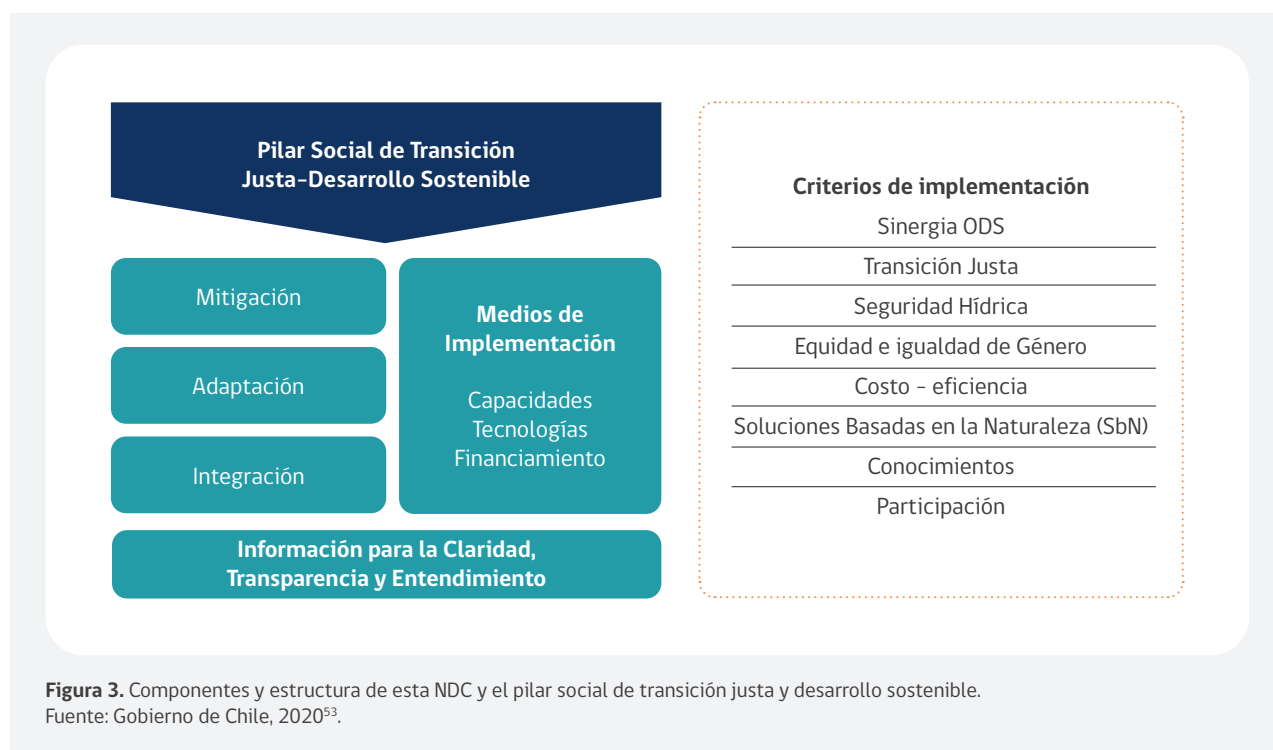 Pilar Social de Transición
Justa-Desarrollo Sostenible
Mitigación
Adaptación
Integración
Medios de
Implementación
Capacidades
Tecnologías
Financiamiento
Información para la Claridad,
Transparencia y Entendimiento
Criterios de implementación
Sinergia ODS
Transición Justa
Seguridad Hídrica
Equidad e igualdad de Género
Costo - eficiencia
Soluciones Basadas en la Naturaleza (SbN)
Conocimientos
Participación
Figura 3. Componentes y estructura de esta NDC y el pilar social de transición justa y desarrollo sostenible.
Fuente: Gobierno de Chile, 2020⁵³.